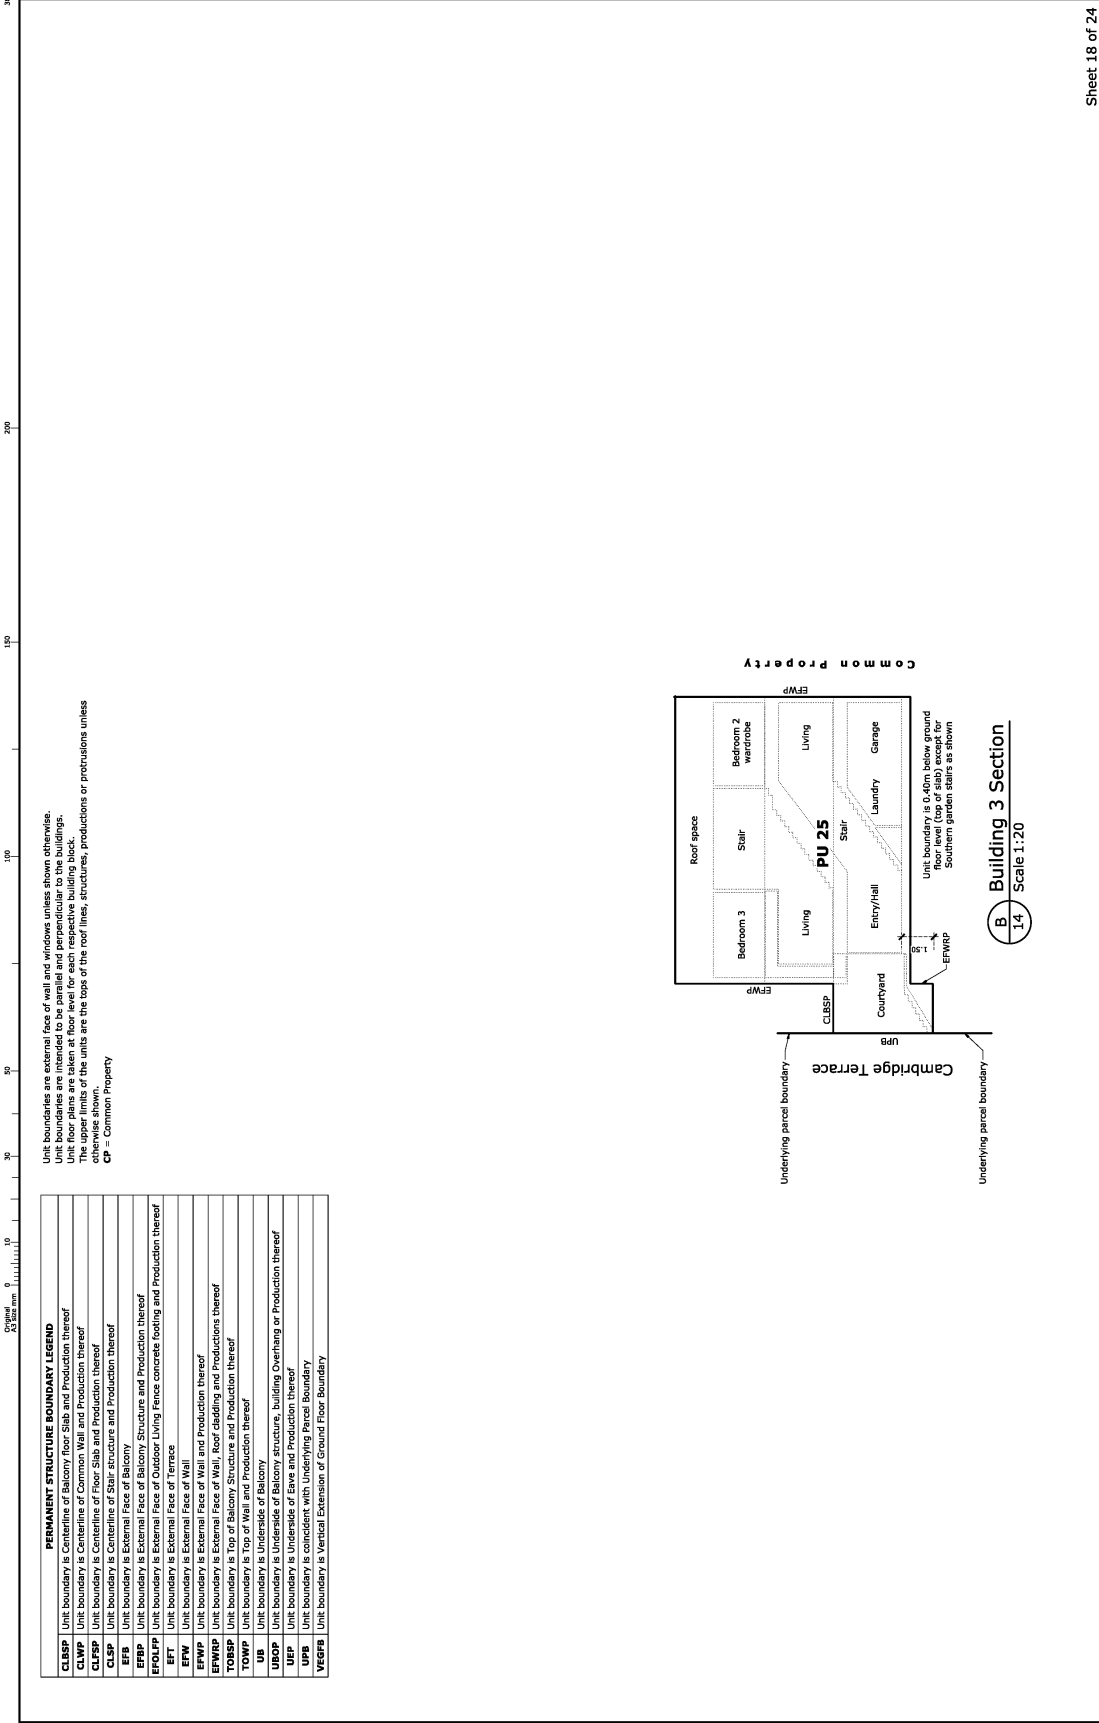 Original
A3 size mm
0
10
30
50
100
150
200
PERMANENT STRUCTURE BOUNDARY LEGEND
CLBSP Unit boundary is Centerline of Balcony floor Slab and Production thereof
CLWP Unit boundary is Centerline of Common Wall and Production thereof
CLFSP Unit boundary is Centerline of Floor Slab and Production thereof
CLSP Unit boundary is Centerline of Stair structure and Production thereof
EFB Unit boundary is External Face of Balcony
EFBP Unit boundary is External Face of Balcony Structure and Production thereof
EFOLFP Unit boundary is External Face of Outdoor Living Fence concrete footing and Production thereof
EFT Unit boundary is External Face of Terrace
EFW Unit boundary is External Face of Wall
EFWP Unit boundary is External Face of Wall and Production thereof
EFWRP Unit boundary is External Face of Wall, Roof cladding and Productions thereof
TOBSP Unit boundary is Top of Balcony Structure and Production thereof
TOWP Unit boundary is Top of Wall and Production thereof
UB Unit boundary is Underside of Balcony
UBOP Unit boundary is Underside of Balcony structure, building Overhang or Production thereof
UEP Unit boundary is Underside of Eave and Production thereof
UPB Unit boundary is coincident with Underlying Parcel Boundary
VEGFB Unit boundary is Vertical Extension of Ground Floor Boundary
Unit boundaries are external face of wall and windows unless shown otherwise.
Unit boundaries are intended to be parallel and perpendicular to the buildings.
Unit floor plans are taken at floor level for each respective building block.
The upper limits of the units are the tops of the roof lines, structures, productions or protrusions unless
otherwise shown.
CP = Common Property
Roof space
Bedroom 3
Stair
Bedroom 2
wardrobe
EFWP
EFWP
Common Property
Living
PU 25
Living
CLBSP
Stair
Courtyard
Entry/Hall
Laundry
Garage
UPB
Cambridge Terrace
1.50
EFWRP
Underlying parcel boundary
Underlying parcel boundary
Unit boundary is 0.40m below ground
floor level (top of slab) except for
Southern garden stairs as shown
B
14
Building 3 Section
Scale 1:20
Sheet 18 of 24